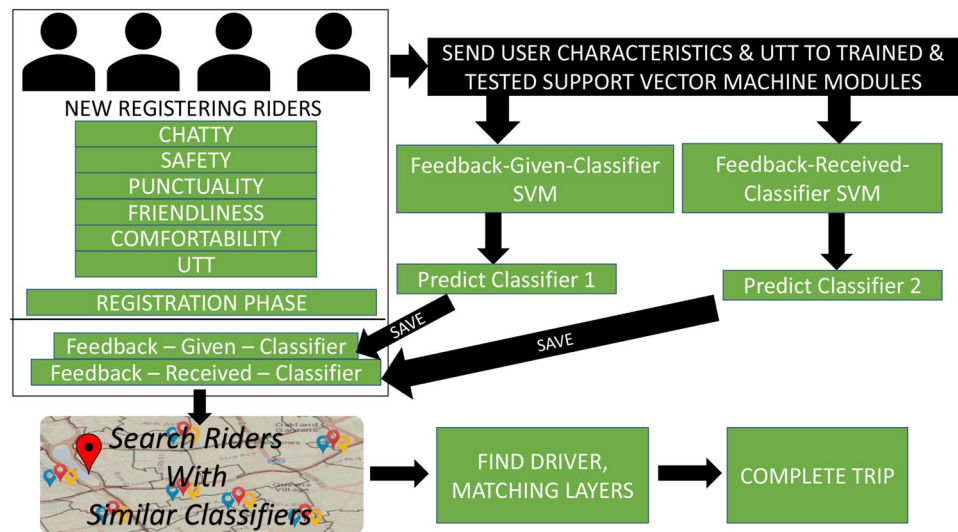 NEW REGISTERING RIDERS
CHATTY
SAFETY
PUNCTUALITY
FRIENDLINESS
COMFORTABILITY
UTT
REGISTRATION PHASE
Feedback – Given – Classifier
Feedback – Received – Classifier
SEND USER CHARACTERISTICS & UTT TO TRAINED &
TESTED SUPPORT VECTOR MACHINE MODULES
Feedback-Given-Classifier
SVM
Feedback-Received-
Classifier SVM
Predict Classifier 1
Predict Classifier 2
SAVE
SAVE
Search Riders
With
Similar Classifiers
FIND DRIVER,
MATCHING LAYERS
COMPLETE TRIP